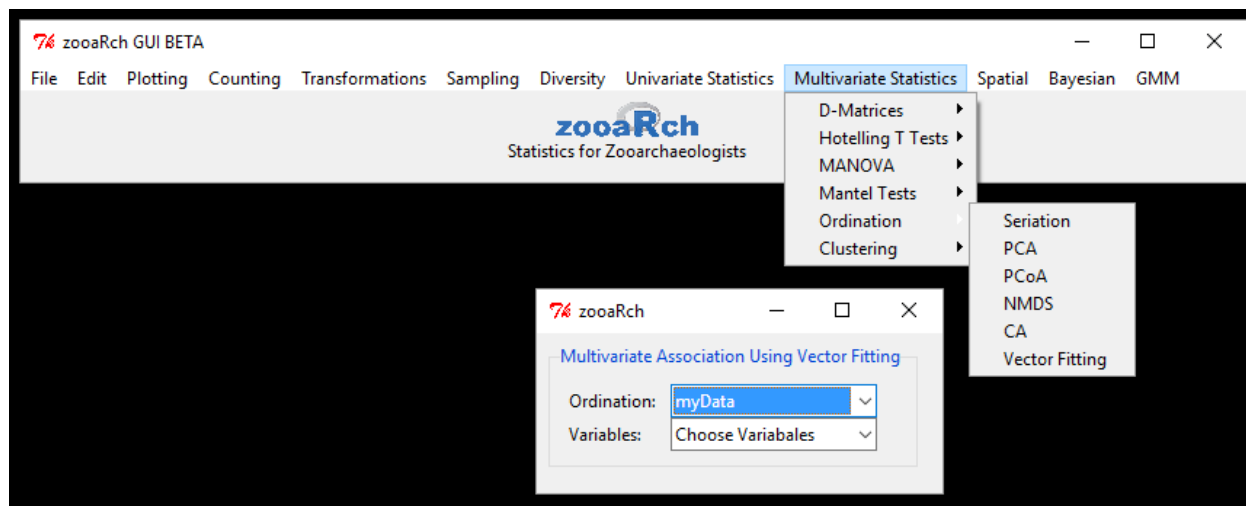 zooaRch GUI BETA
File Edit Plotting Counting Transformations Sampling Diversity Univariate Statistics Multivariate Statistics Spatial Bayesian GMM
zooaRch
Statistics for Zooarchaeologists
D-Matrices
Hotelling T Tests
MANOVA
Mantel Tests
Ordination
Clustering
Seriation
PCA
PCoA
NMDS
CA
Vector Fitting
zooaRch
Multivariate Association Using Vector Fitting
Ordination: myData
Variables: Choose Variabales